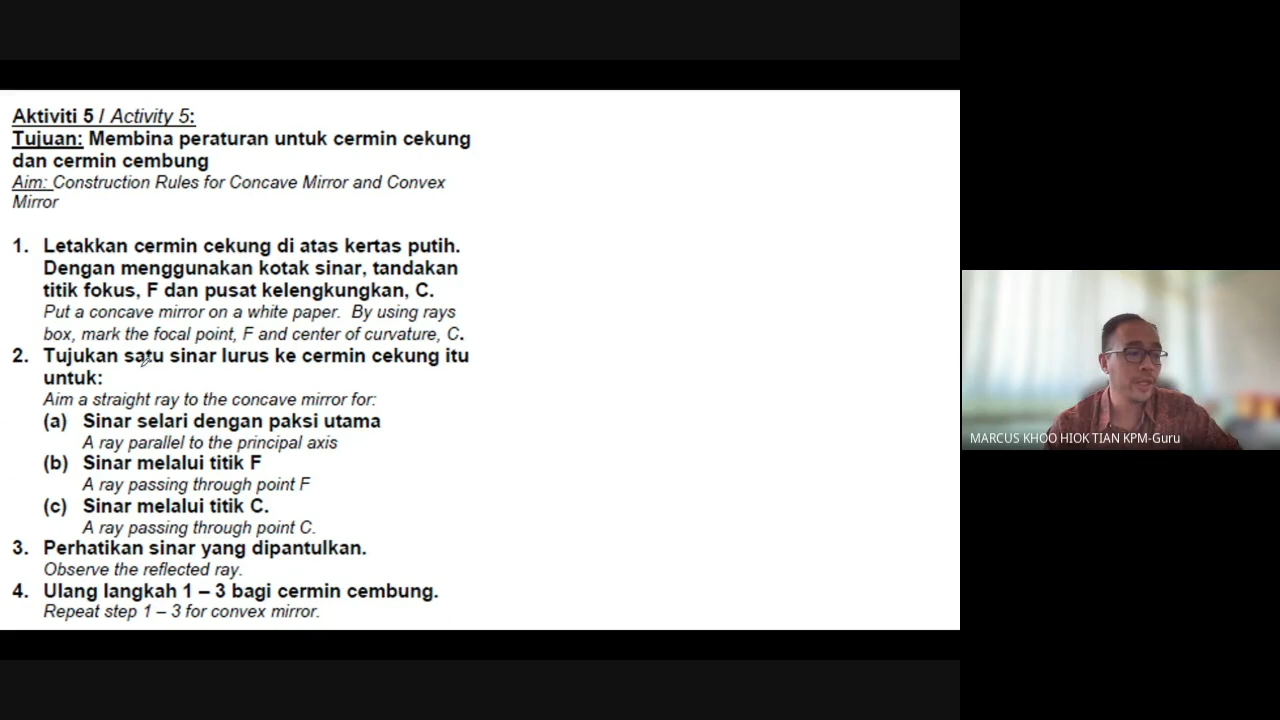 Aktiviti 5 / Activity 5:
Tujuan: Membina peraturan untuk cermin cekung
dan cermin cembung
Aim: Construction Rules for Concave Mirror and Convex
Mirror
1. Letakkan cermin cekung di atas kertas putih.
Dengan menggunakan kotak sinar, tandakan
titik fokus, F dan pusat kelengkungkan, C.
Put a concave mirror on a white paper. By using rays
box, mark the focal point, F and center of curvature, C.
2. Tujukan satu sinar lurus ke cermin cekung itu
untuk:
Aim a straight ray to the concave mirror for:
(a) Sinar selari dengan paksi utama
A ray parallel to the principal axis
(b) Sinar melalui titik F
A ray passing through point F
(c) Sinar melalui titik C.
A ray passing through point C.
3. Perhatikan sinar yang dipantulkan.
Observe the reflected ray.
4. Ulang langkah 1 – 3 bagi cermin cembung.
Repeat step 1 – 3 for convex mirror.
MARCUS KHOO HIOK TIAN KPM-Guru